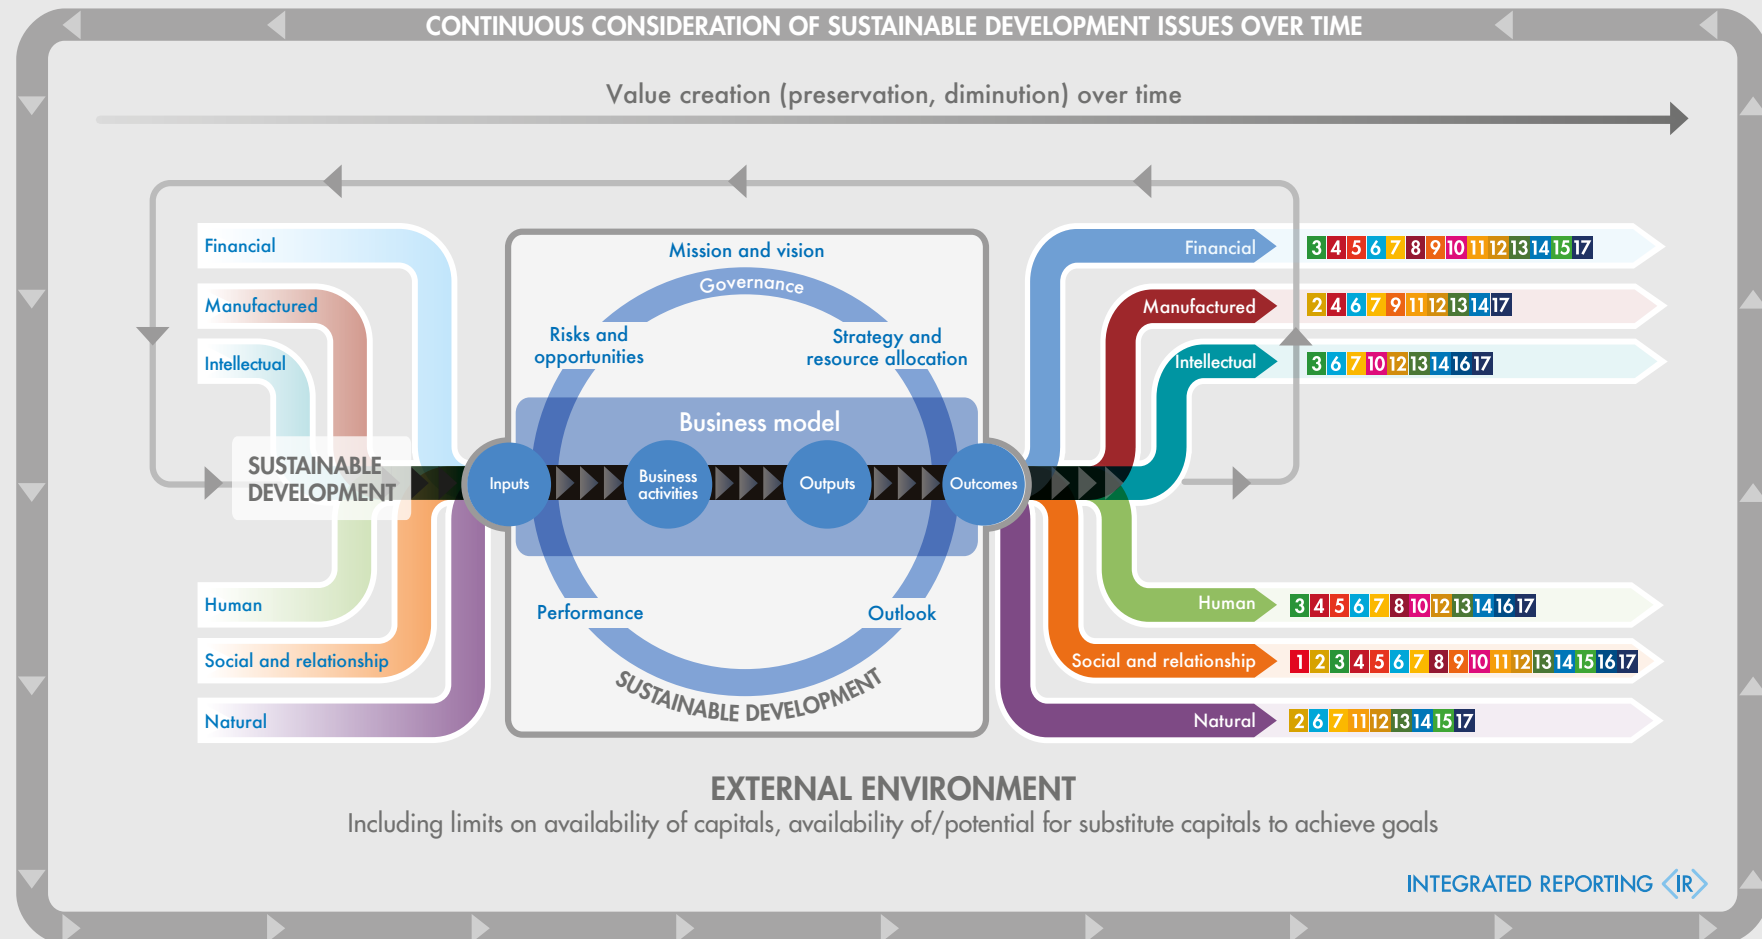 CONTINUOUS CONSIDERATION OF SUSTAINABLE DEVELOPMENT ISSUES OVER TIME
Value creation (preservation, diminution) over time
Financial
Manufactured
Intellectual
SUSTAINABLE
DEVELOPMENT
Human
Social and relationship
Natural
Mission and vision
Governance
Risks and
opportunities
Strategy and
resource allocation
Business model
Inputs
Business
activities
Outputs
Outcomes
Performance
Outlook
SUSTAINABLE DEVELOPMENT
Financial
3 4 5 6 7 8 9 10 11 12 13 14 15 17
Manufactured
2 4 6 7 9 11 12 13 14 17
Intellectual
3 6 7 10 12 13 14 16 17
Human
3 4 5 6 7 8 10 12 13 14 16 17
Social and relationship
1 2 3 4 5 6 7 8 9 10 11 12 13 14 15 16 17
Natural
2 6 7 11 12 13 14 15 17
EXTERNAL ENVIRONMENT
Including limits on availability of capitals, availability of/potential for substitute capitals to achieve goals
INTEGRATED REPORTING <IR>